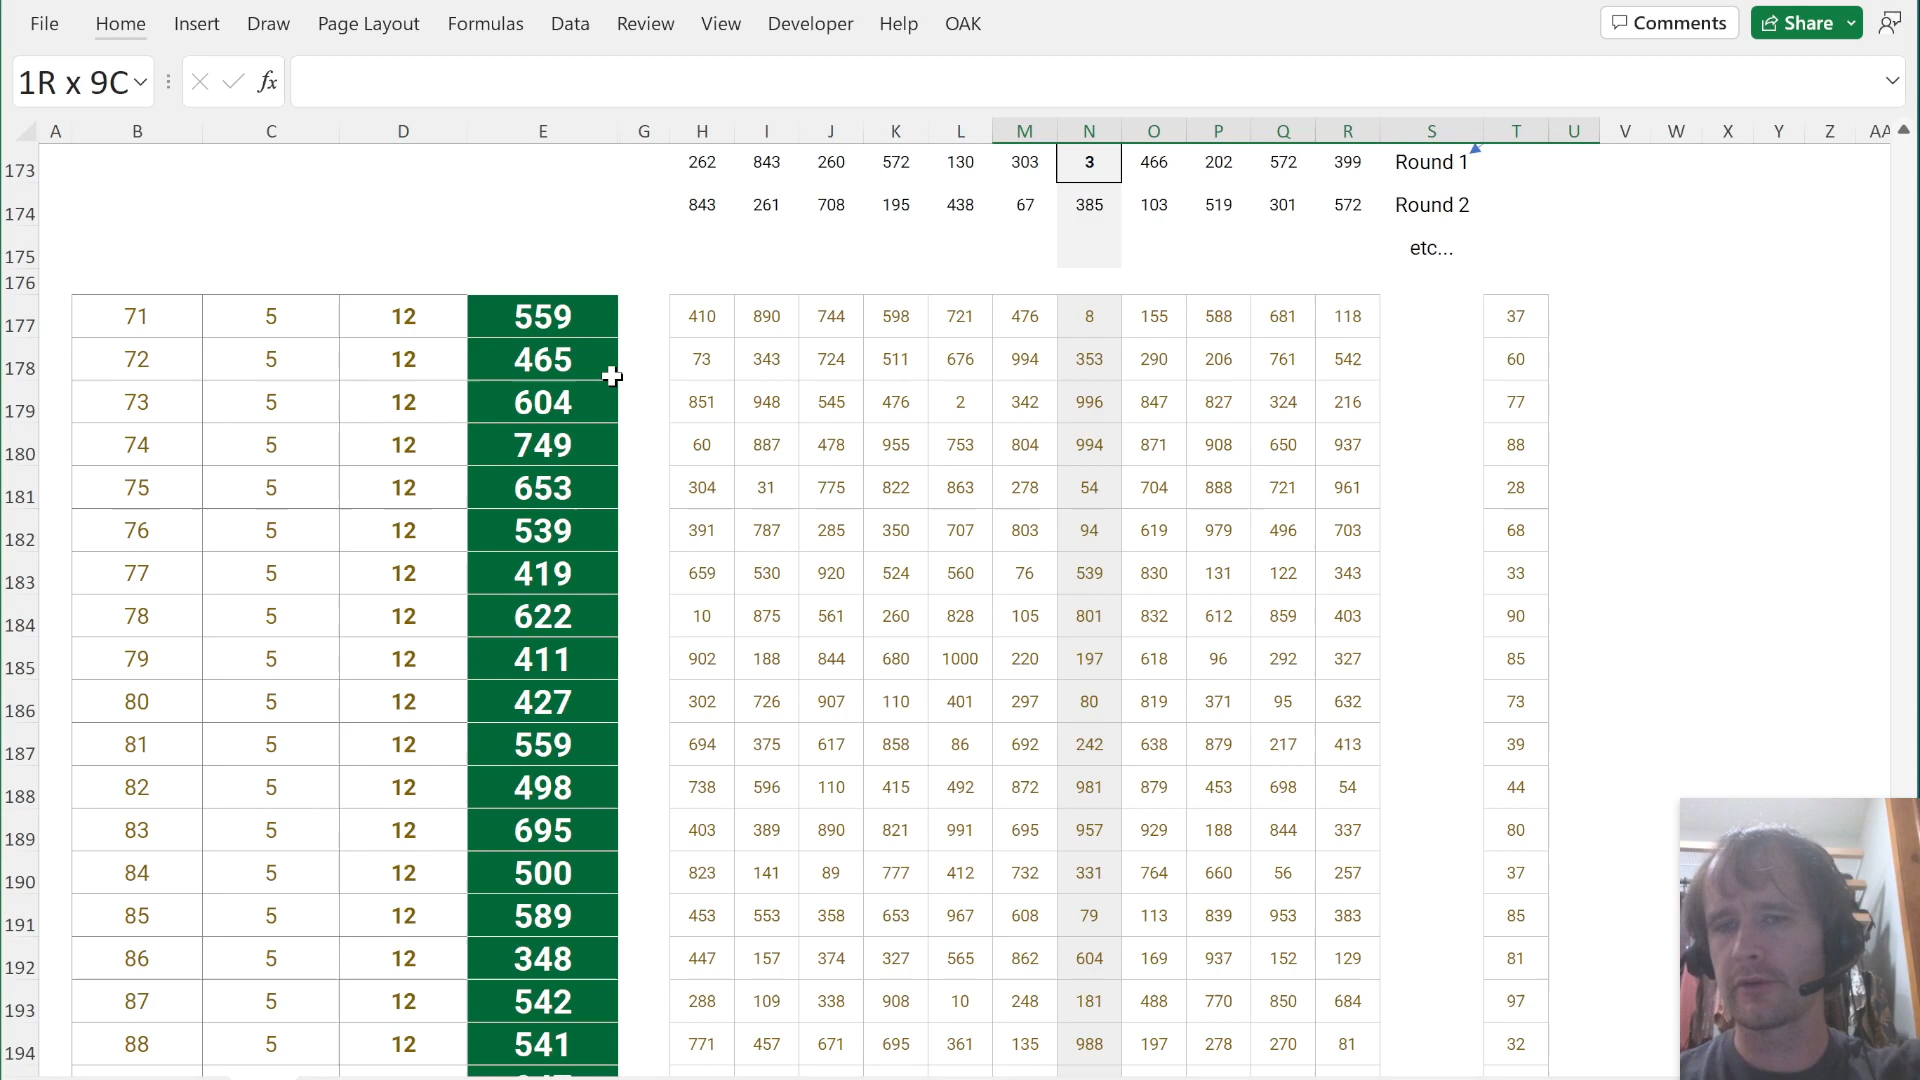 File Home Insert Draw Page Layout Formulas Data Review View Developer Help OAK Comments Share
1R x 9C fx
A B C D E G H I J K L M N O P Q R S T U V W X Y Z AA
173 262 843 260 572 130 303 3 466 202 572 399 Round 1
174 843 261 708 195 438 67 385 103 519 301 572 Round 2
175 etc...
176
177 71 5 12 559 410 890 744 598 721 476 8 155 588 681 118 37
178 72 5 12 465 73 343 724 511 676 994 353 290 206 761 542 60
179 73 5 12 604 851 948 545 476 2 342 996 847 827 324 216 77
180 74 5 12 749 60 887 478 955 753 804 994 871 908 650 937 88
181 75 5 12 653 304 31 775 822 863 278 54 704 888 721 961 28
182 76 5 12 539 391 787 285 350 707 803 94 619 979 496 703 68
183 77 5 12 419 659 530 920 524 560 76 539 830 131 122 343 33
184 78 5 12 622 10 875 561 260 828 105 801 832 612 859 403 90
185 79 5 12 411 902 188 844 680 1000 220 197 618 96 292 327 85
186 80 5 12 427 302 726 907 110 401 297 80 819 371 95 632 73
187 81 5 12 559 694 375 617 858 86 692 242 638 879 217 413 39
188 82 5 12 498 738 596 110 415 492 872 981 879 453 698 54 44
189 83 5 12 695 403 389 890 821 991 695 957 929 188 844 337 80
190 84 5 12 500 823 141 89 777 412 732 331 764 660 56 257 37
191 85 5 12 589 453 553 358 653 967 608 79 113 839 953 383 85
192 86 5 12 348 447 157 374 327 565 862 604 169 937 152 129 81
193 87 5 12 542 288 109 338 908 10 248 181 488 770 850 684 97
194 88 5 12 541 771 457 671 695 361 135 988 197 278 270 81 32